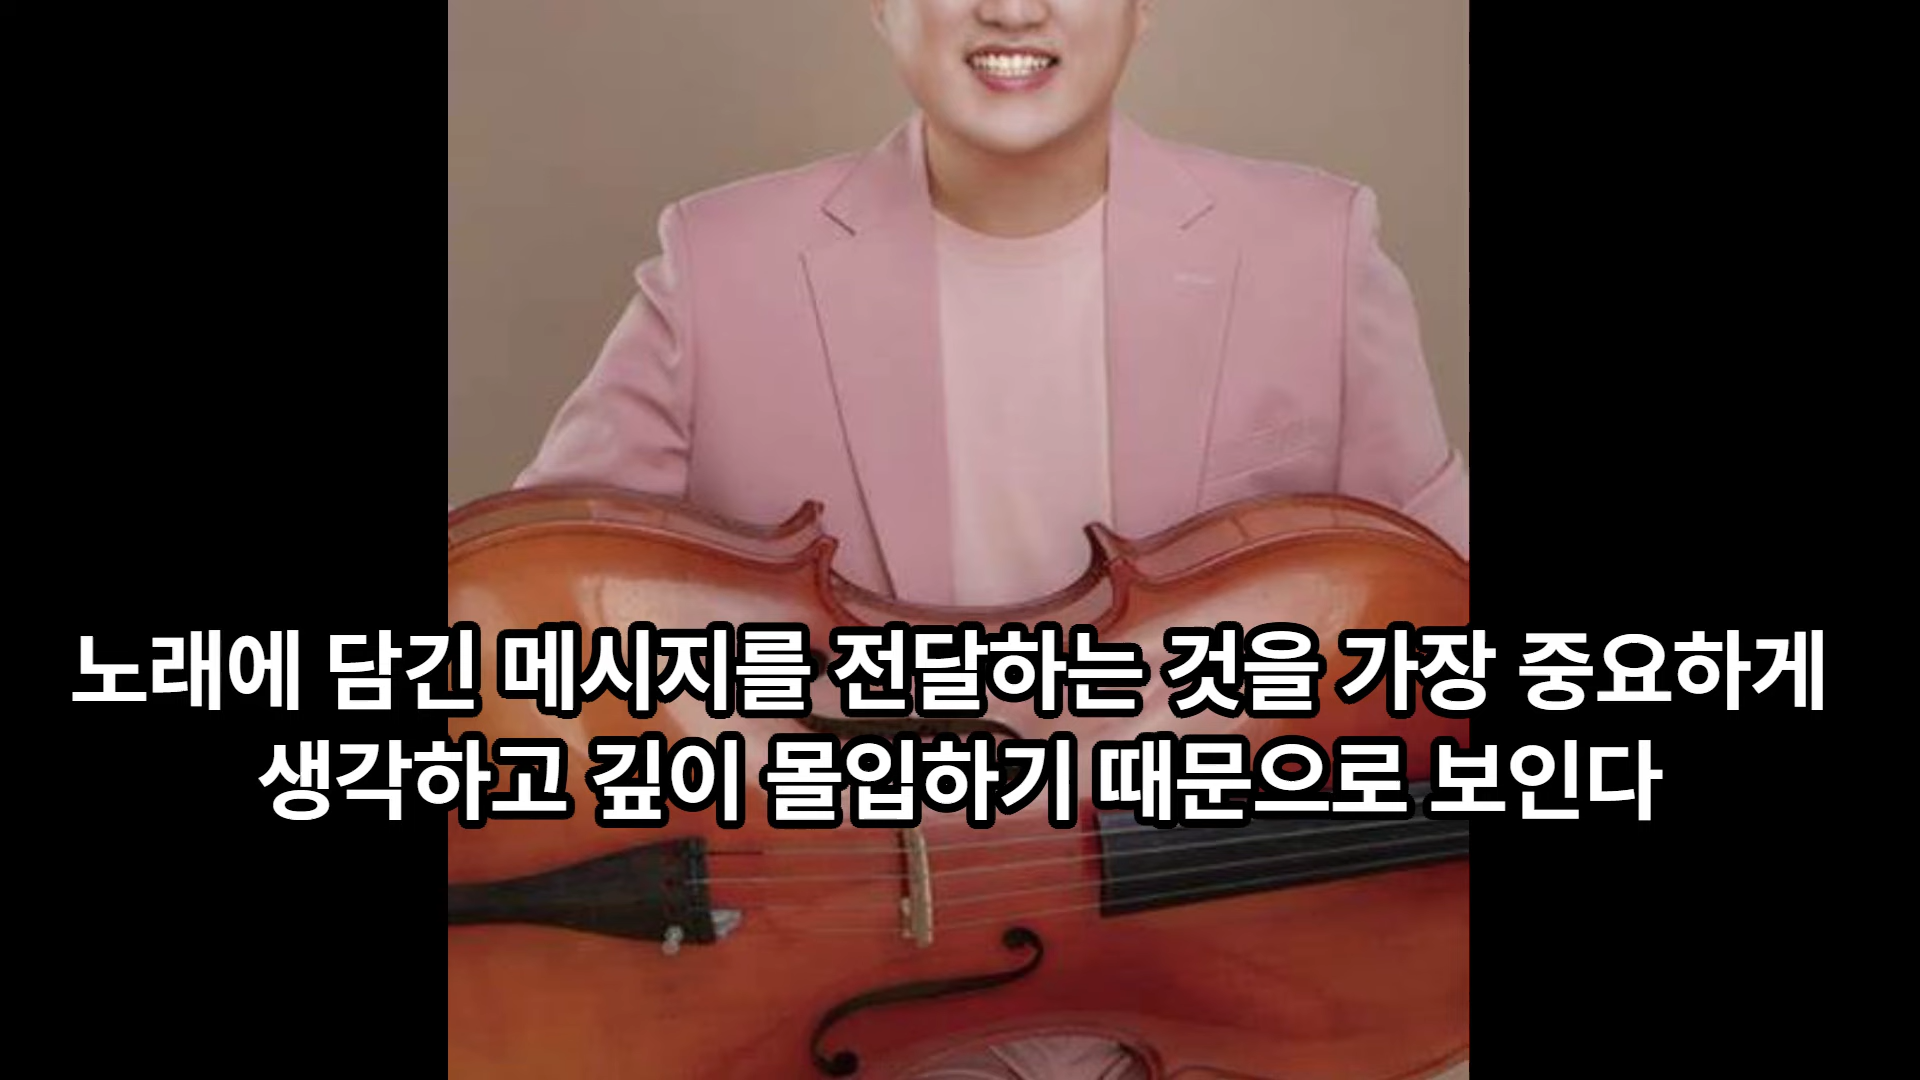 노래에 담긴 메시지를 전달하는 것을 가장 중요하게
생각하고 깊이 몰입하기 때문으로 보인다